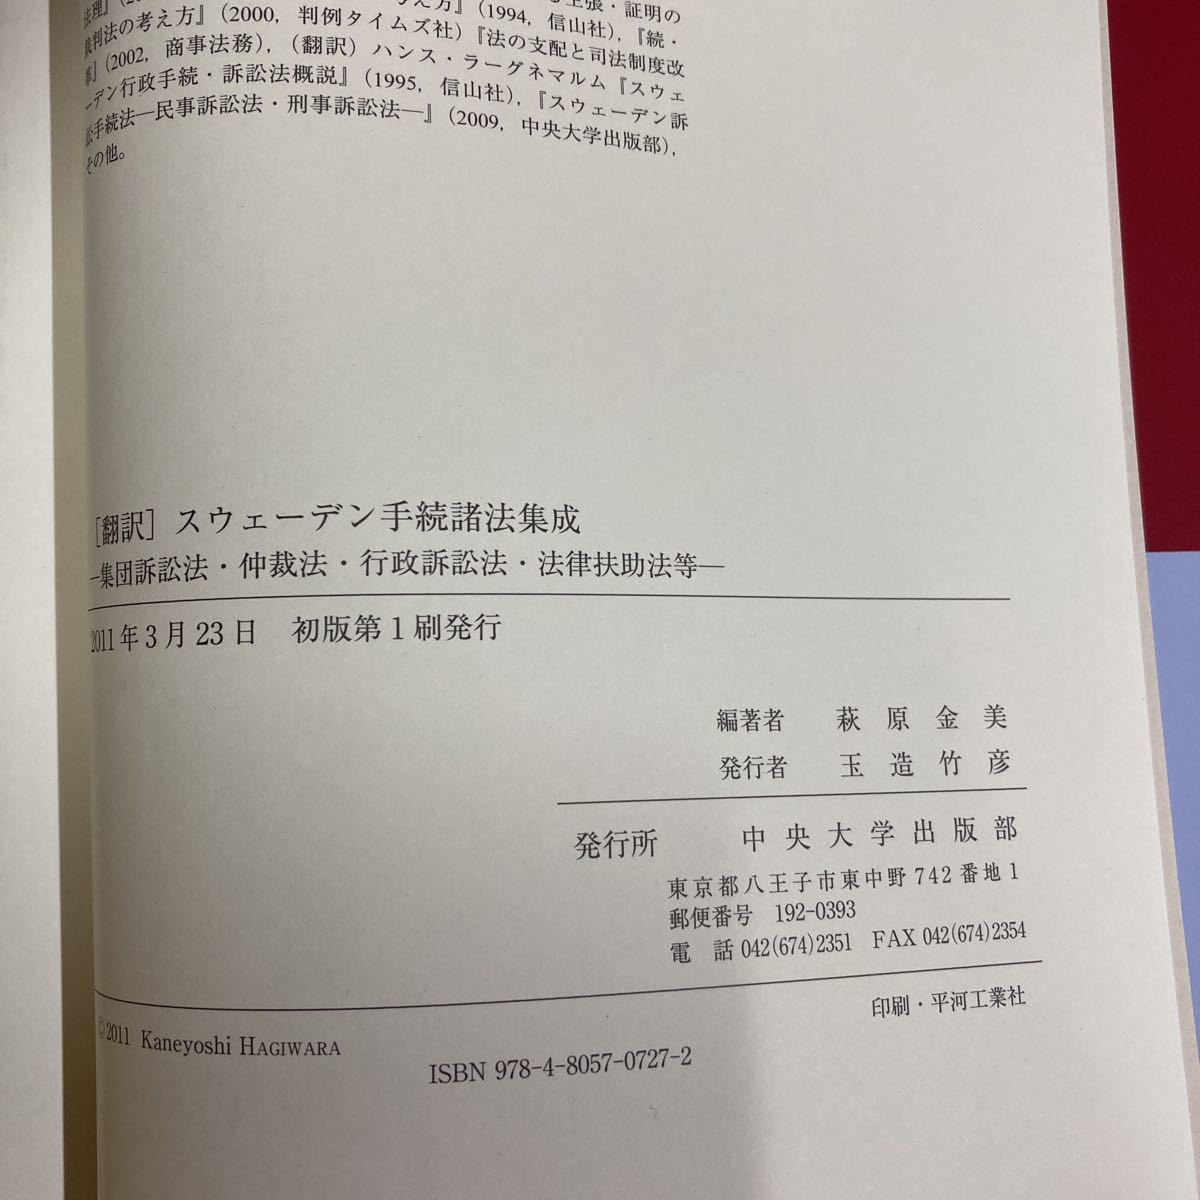 主張・証明の
法理』
考え方』(1994, 信山社),『続・
裁判法の考え方』(2000, 判例タイムズ社)『法の支配と司法制度改
革』(2002, 商事法務),(翻訳)ハンス・ラーグネマルム『スウェ
ーデン行政手続・訴訟法概説』(1995, 信山社),『スウェーデン訴
訟手続法―民事訴訟法・刑事訴訟法―』(2009, 中央大学出版部),
その他。
[翻訳] スウェーデン手続諸法集成
―集団訴訟法・仲裁法・行政訴訟法・法律扶助法等―
2011年3月23日 初版第1刷発行
編著者 萩原金美
発行者 玉造竹彦
発行所 中央大学出版部
東京都八王子市東中野742番地1
郵便番号 192-0393
電話 042(674)2351 FAX 042(674)2354
印刷・平河工業社
©2011 Kaneyoshi HAGIWARA
ISBN 978-4-8057-0727-2